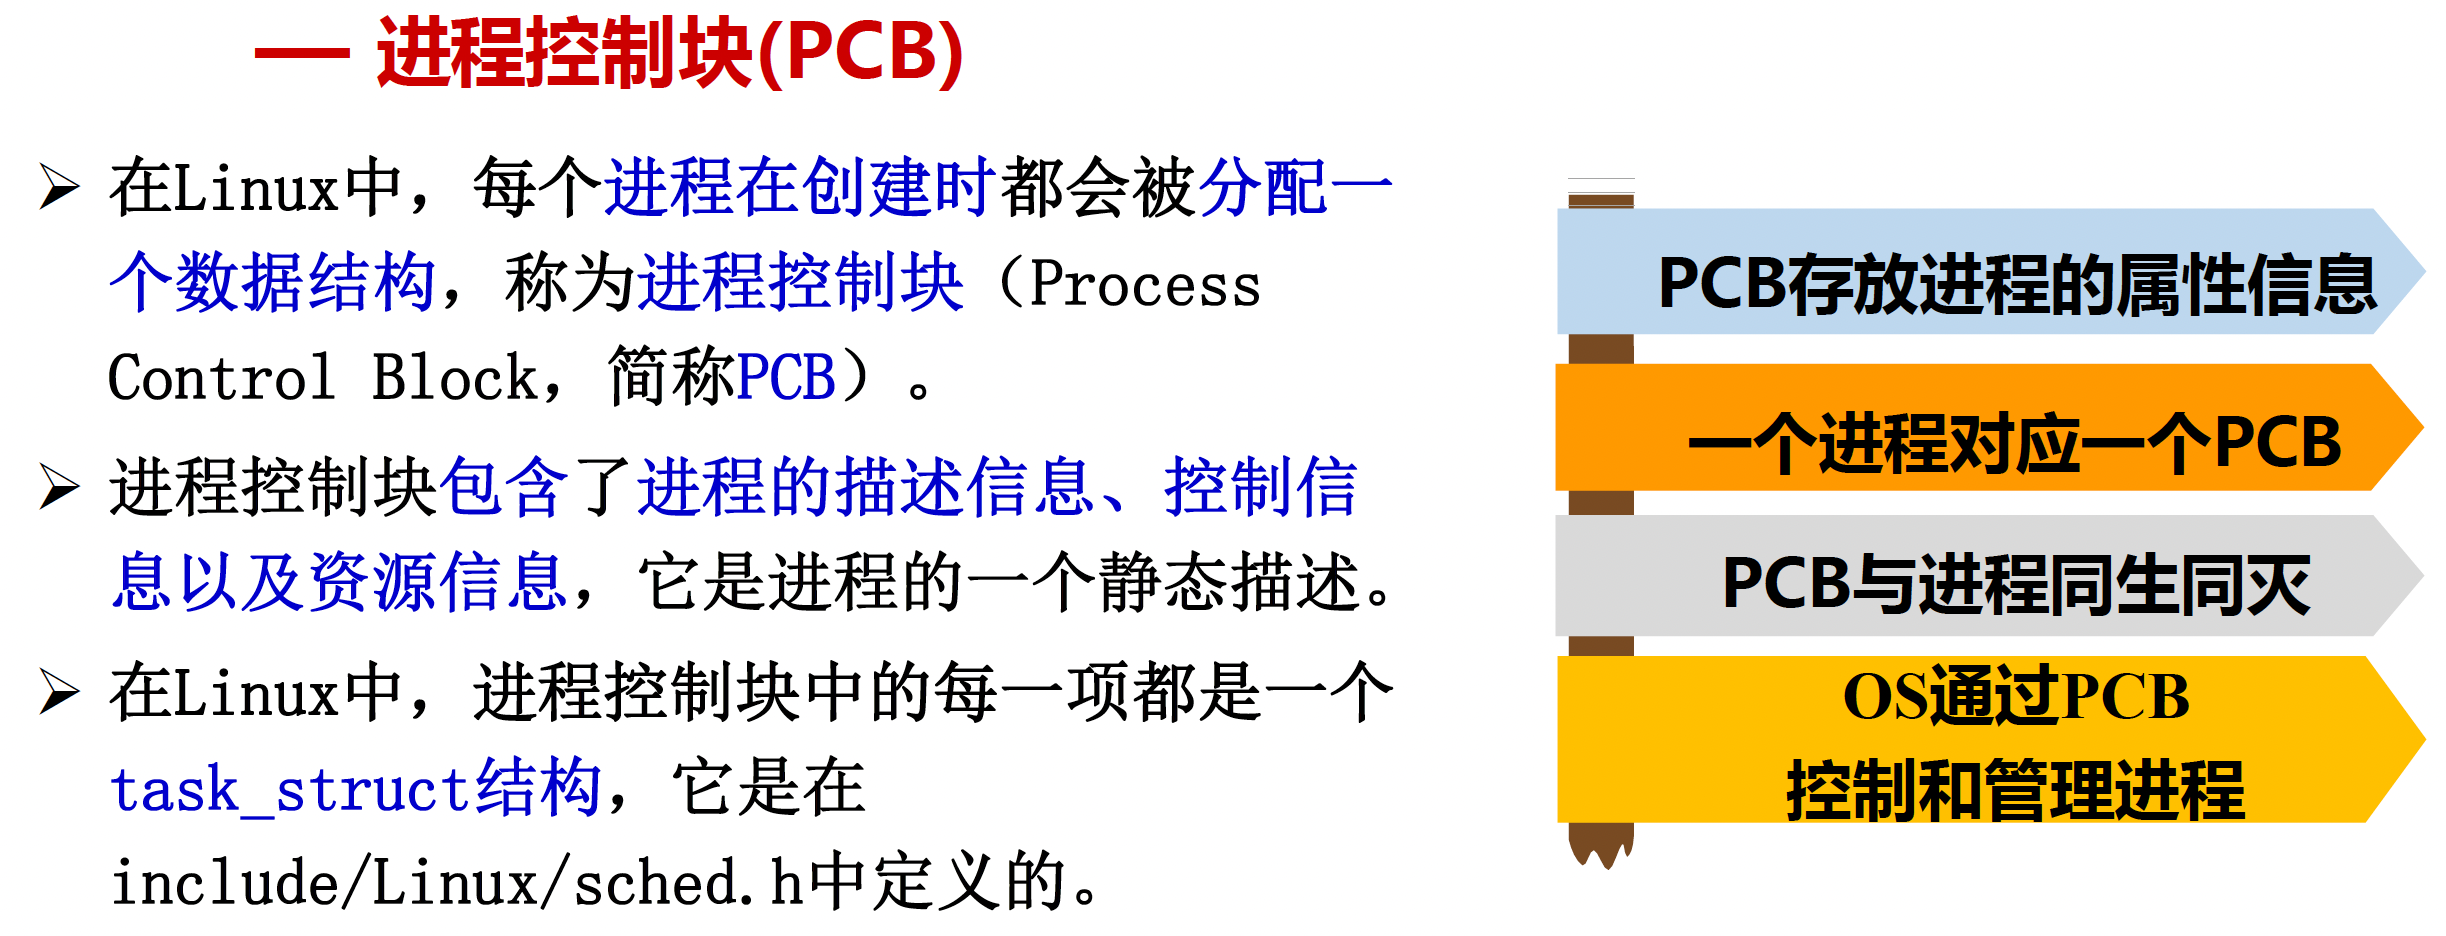 — 进程控制块(PCB)
在Linux中，每个进程在创建时都会被分配一
个数据结构，称为进程控制块（Process
Control Block，简称PCB）。
进程控制块包含了进程的描述信息、控制信
息以及资源信息，它是进程的一个静态描述。
在Linux中，进程控制块中的每一项都是一个
task_struct结构，它是在
include/Linux/sched.h中定义的。
PCB存放进程的属性信息
一个进程对应一个PCB
PCB与进程同生同灭
OS通过PCB
控制和管理进程